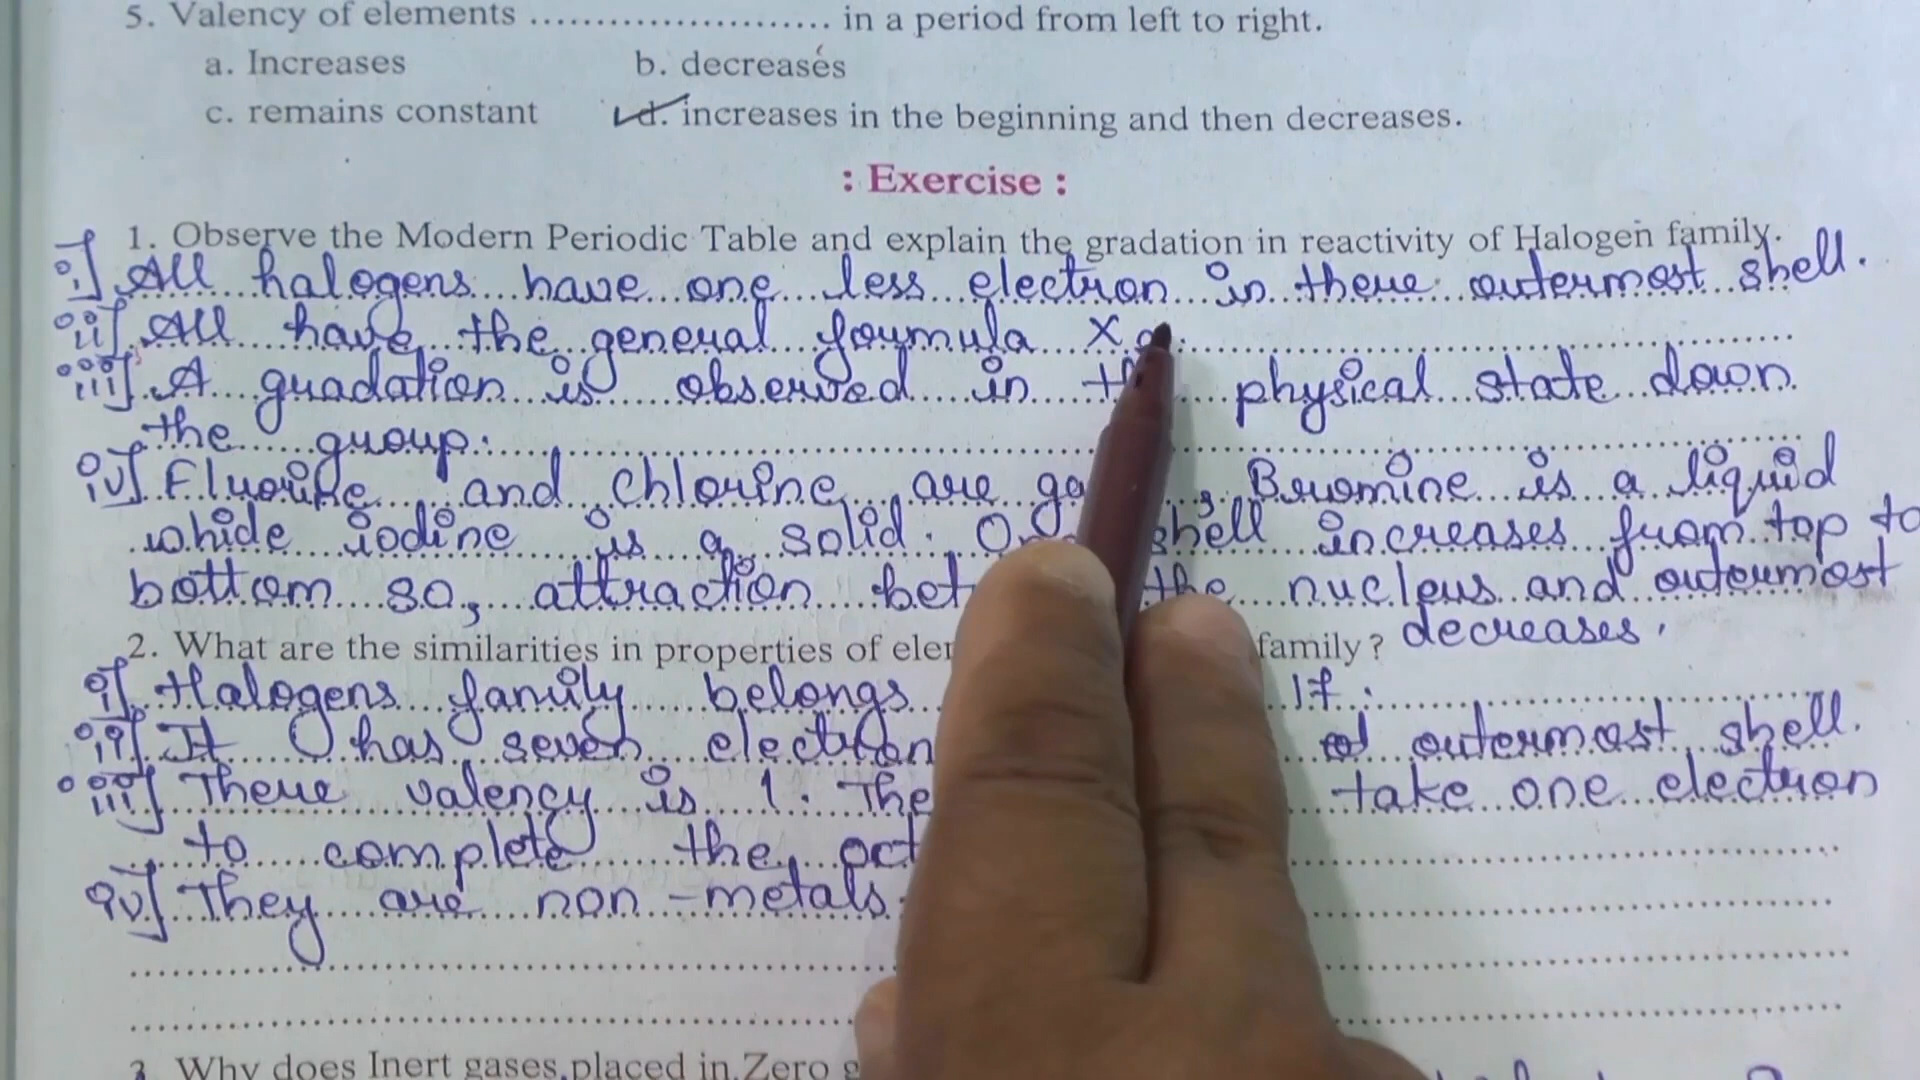 5. Valency of elements ........................ in a period from left to right.
a. Increases b. decreases
c. remains constant d. increases in the beginning and then decreases.
: Exercise :
1. Observe the Modern Periodic Table and explain the gradation in reactivity of Halogen family.
i] All halogens have one less electron in there outermost shell.
ii] All have the general formula X
iii] A gradation is observed in physical state down
the group.
iv] Fluorine and chlorine are Bromine is a liquid
whide iodine is a solid. shell increases from top to
bottom so, attraction the nucleus and outermost
decreases.
2. What are the similarities in properties of family?
i] Halogens family belongs 17.
ii] It has seven electron outermost shell.
iii] There valency is 1. take one electron
to complete the
iv] They are non-metals.
3. Why does Inert gases placed in Zero